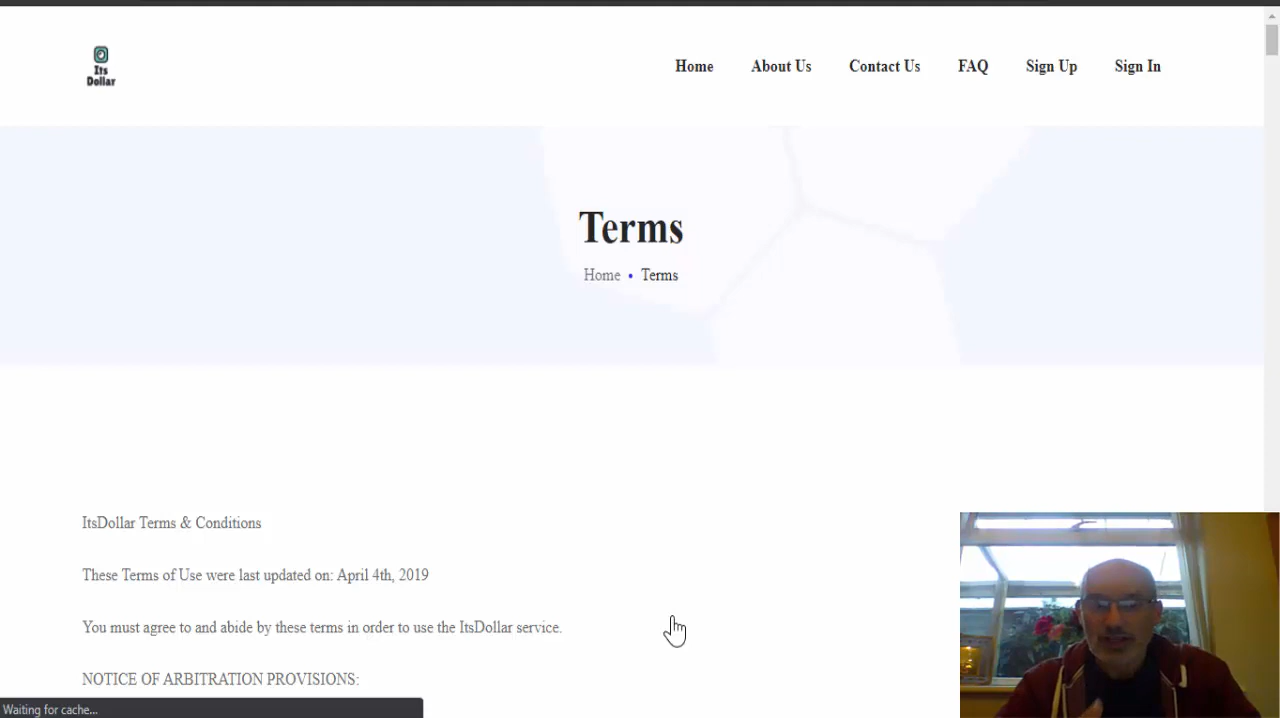 Its
Dollar
Home About Us Contact Us FAQ Sign Up Sign In
Terms
Home • Terms
ItsDollar Terms & Conditions
These Terms of Use were last updated on: April 4th, 2019
You must agree to and abide by these terms in order to use the ItsDollar service.
NOTICE OF ARBITRATION PROVISIONS:
Waiting for cache...